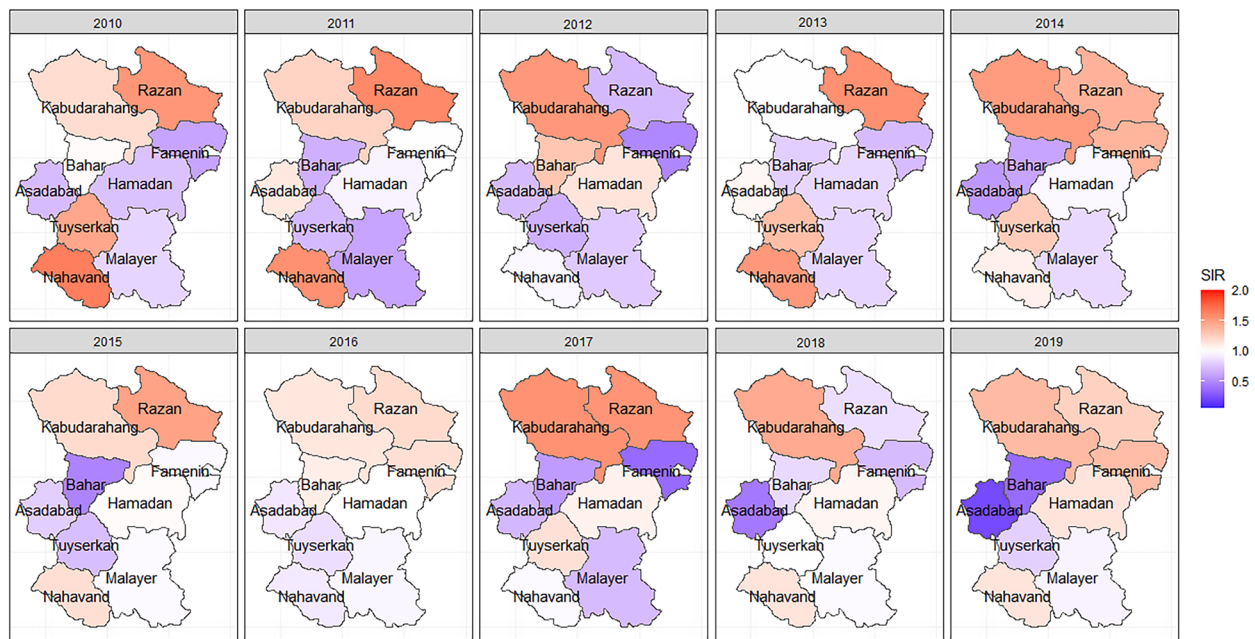 2010
2011
2012
2013
2014
Kabudarahang
Razan
Bahar
Famenin
Asadabad
Hamadan
Tuyserkan
Malayer
Nahavand
Kabudarahang
Razan
Bahar
Famenin
Asadabad
Hamadan
Tuyserkan
Malayer
Nahavand
Kabudarahang
Razan
Bahar
Famenin
Asadabad
Hamadan
Tuyserkan
Malayer
Nahavand
Kabudarahang
Razan
Bahar
Famenin
Asadabad
Hamadan
Tuyserkan
Malayer
Nahavand
Kabudarahang
Razan
Bahar
Famenin
Asadabad
Hamadan
Tuyserkan
Malayer
Nahavand
2015
2016
2017
2018
2019
Kabudarahang
Razan
Bahar
Famenin
Asadabad
Hamadan
Tuyserkan
Malayer
Nahavand
Kabudarahang
Razan
Bahar
Famenin
Asadabad
Hamadan
Tuyserkan
Malayer
Nahavand
Kabudarahang
Razan
Bahar
Famenin
Asadabad
Hamadan
Tuyserkan
Malayer
Nahavand
Kabudarahang
Razan
Bahar
Famenin
Asadabad
Hamadan
Tuyserkan
Malayer
Nahavand
Kabudarahang
Razan
Bahar
Famenin
Asadabad
Hamadan
Tuyserkan
Malayer
Nahavand
SIR
2.0
1.5
1.0
0.5